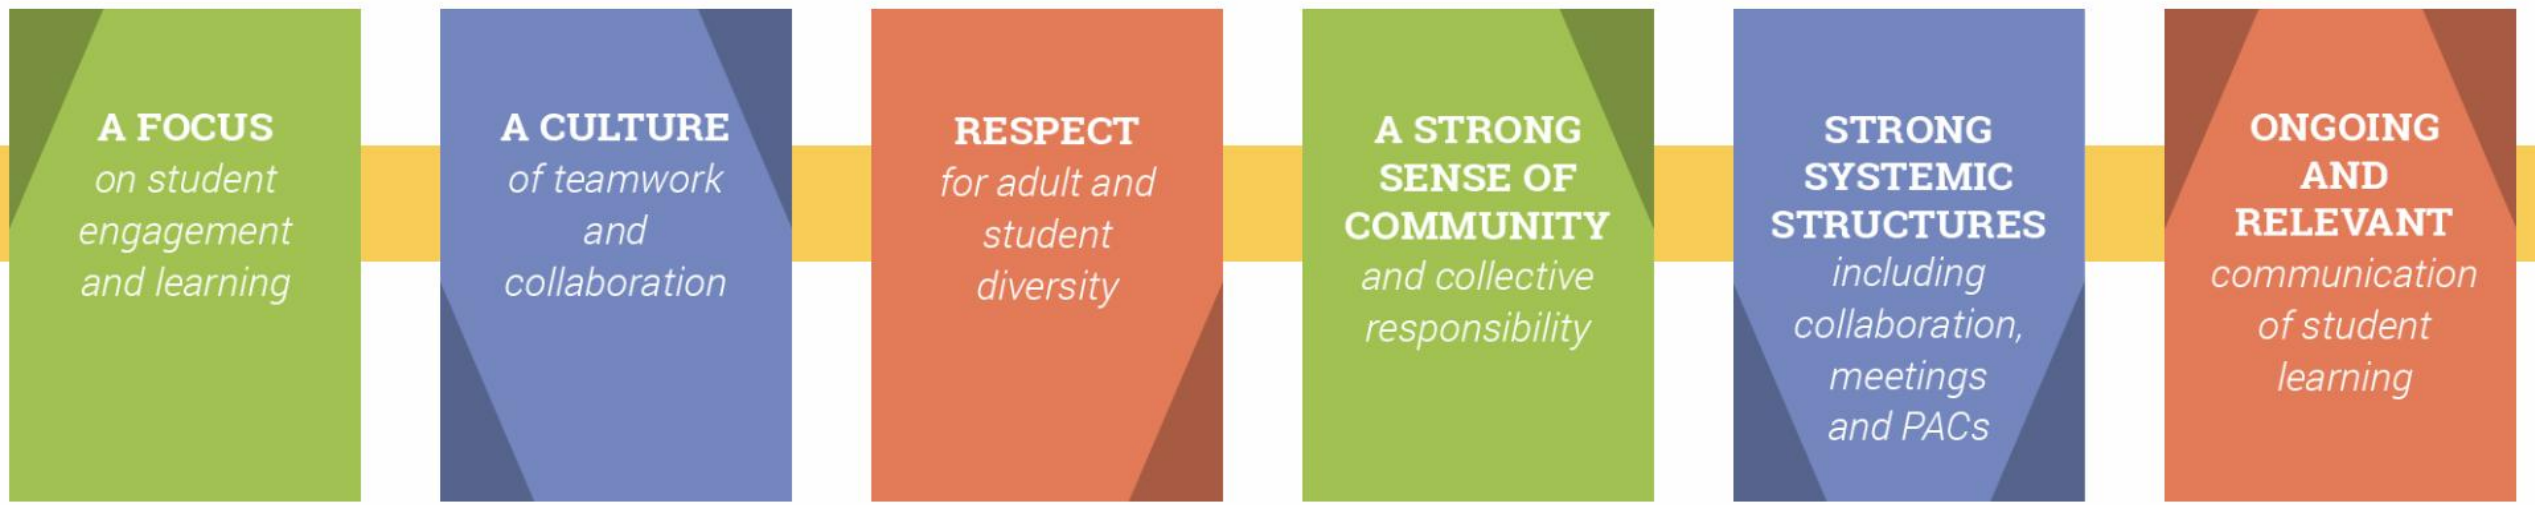 A FOCUS
on student
engagement
and learning
A CULTURE
of teamwork
and
collaboration
RESPECT
for adult and
student
diversity
A STRONG
SENSE OF
COMMUNITY
and collective
responsibility
STRONG
SYSTEMIC
STRUCTURES
including
collaboration,
meetings
and PACs
ONGOING
AND
RELEVANT
communication
of student
learning